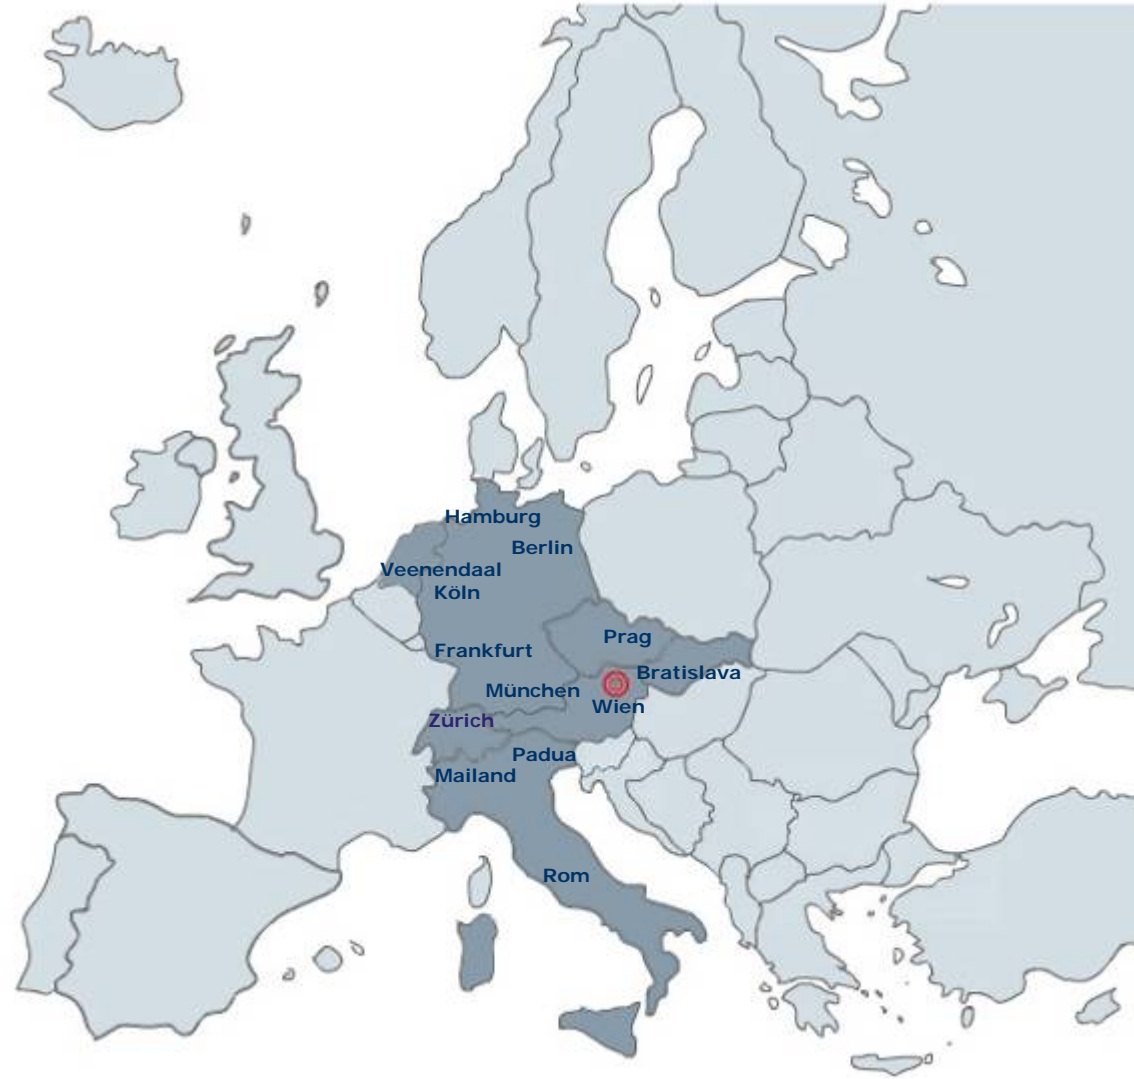 Hamburg
Berlin
Veenendaal
Köln
Prag
Frankfurt
Bratislava
München
Wien
Zürich
Padua
Mailand
Rom